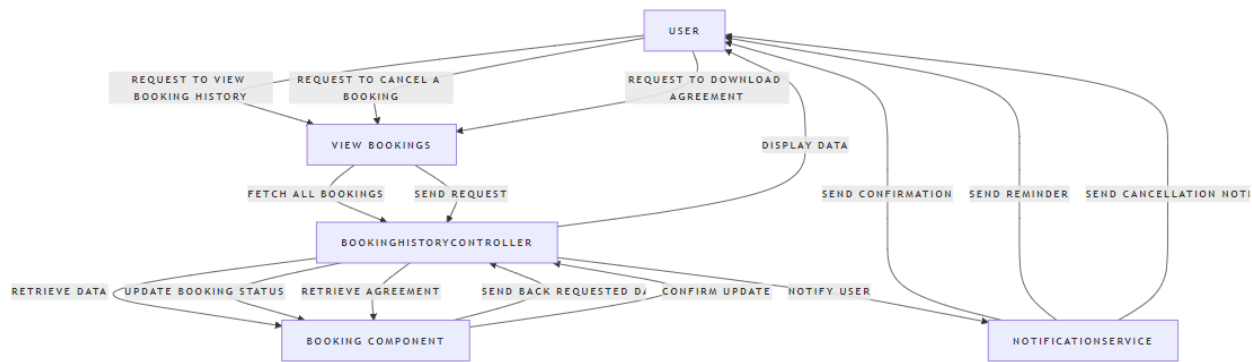 USER
REQUEST TO VIEW A
BOOKING HISTORY
REQUEST TO CANCEL A
BOOKING
REQUEST TO DOWNLOAD
AGREEMENT
VIEW BOOKINGS
DISPLAY DATA
FETCH ALL BOOKINGS
SEND REQUEST
SEND CONFIRMATION
SEND REMINDER
SEND CANCELLATION NOTI
BOOKINGHISTORYCONTROLLER
RETRIEVE DATA
UPDATE BOOKING STATUS
RETRIEVE AGREEMENT
SEND BACK REQUESTED DA
CONFIRM UPDATE
NOTIFY USER
BOOKING COMPONENT
NOTIFICATIONSERVICE